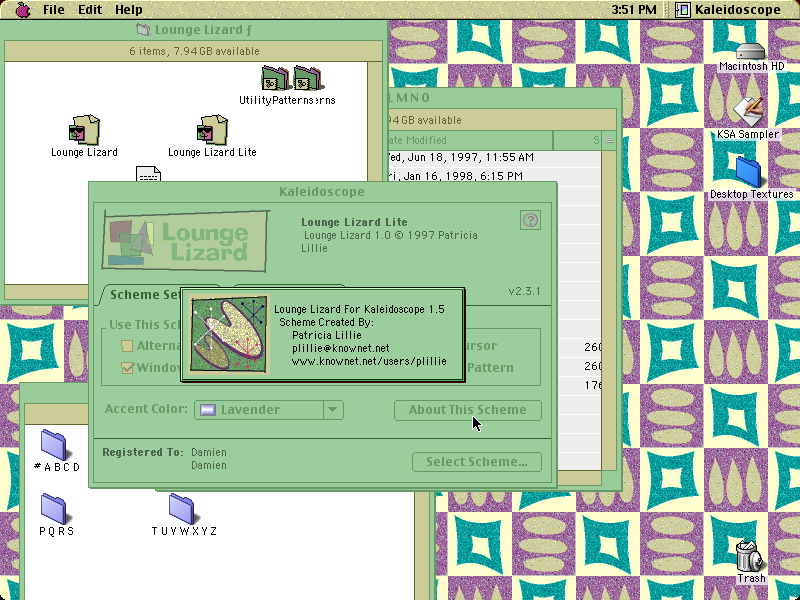 File Edit Help
3:51 PM Kaleidoscope
Lounge Lizard ƒ
6 items, 7.94 GB available
UtilityPatterns
Lounge Lizard
Lounge Lizard Lite
LMNO
94 GB available
ate Modified
S
ed, Jun 18, 1997, 11:55 AM
ri, Jan 16, 1998, 6:15 PM
260
260
176
Macintosh HD
KSA Sampler
Desktop Textures
Trash
Kaleidoscope
Lounge
Lizard
Lounge Lizard Lite
Lounge Lizard 1.0 © 1997 Patricia
Lillie
?
Scheme Set
v2.3.1
Use This Sch
Alterna
Window
ursor
Pattern
Lounge Lizard For Kaleidoscope 1.5
Scheme Created By:
Patricia Lillie
plillie@knownet.net
www.knownet.net/users/plillie
Accent Color:
Lavender
About This Scheme
Registered To: Damien
Damien
Select Scheme...
#ABCD
PQRS
TUVWXYZ